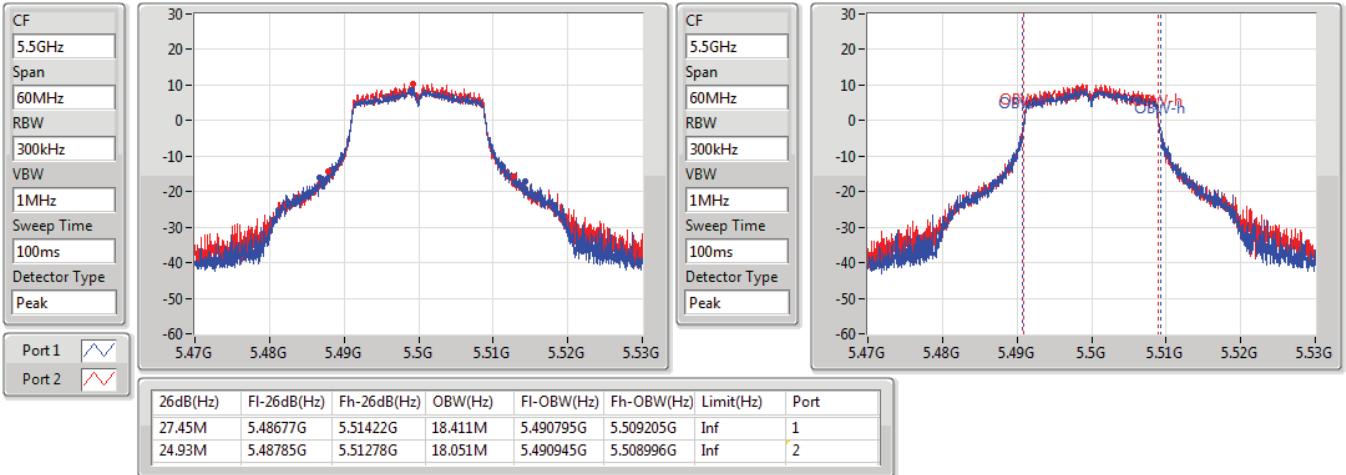 CF
5.5GHz
Span
60MHz
RBW
300kHz
VBW
1MHz
Sweep Time
100ms
Detector Type
Peak
Port 1
Port 2
30
20
10
0
-10
-20
-30
-40
-50
-60
5.47G 5.48G 5.49G 5.5G 5.51G 5.52G 5.53G
CF
5.5GHz
Span
60MHz
RBW
300kHz
VBW
1MHz
Sweep Time
100ms
Detector Type
Peak
30
20
10
0
-10
-20
-30
-40
-50
-60
OBW-h
5.47G 5.48G 5.49G 5.5G 5.51G 5.52G 5.53G
26dB(Hz) Fl-26dB(Hz) Fh-26dB(Hz) OBW(Hz) Fl-OBW(Hz) Fh-OBW(Hz) Limit(Hz) Port
27.45M 5.48677G 5.51422G 18.411M 5.490795G 5.509205G Inf 1
24.93M 5.48785G 5.51278G 18.051M 5.490945G 5.508996G Inf 2